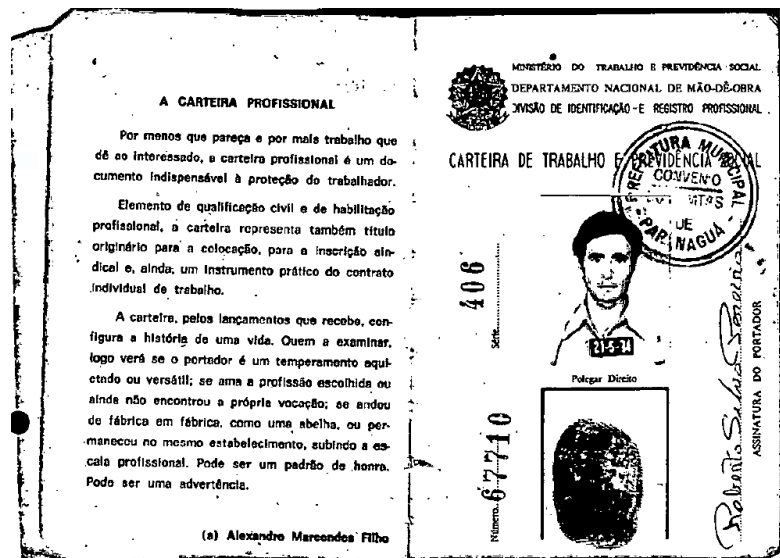 A CARTEIRA PROFISSIONAL
Por menos que pareça e por mais trabalho que
dê ao interessado, a carteira profissional é um do-
cumento indispensável à proteção do trabalhador.
Elemento de qualificação civil e de habilitação
profissional, a carteira representa também título
originário para a colocação, para a inscrição sin-
dical e, ainda, um instrumento prático do contrato
individual de trabalho.
A carteira, pelos lançamentos que recebe, con-
figura a história de uma vida. Quem a examinar,
logo verá se o portador é um temperamento aqui-
etado ou versátil; se ama a profissão escolhida ou
ainda não encontrou a própria vocação; se andou
de fábrica em fábrica, como uma abelha, ou per-
maneceu no mesmo estabelecimento, subindo a es-
cala profissional. Pode ser um padrão de honra.
Pode ser uma advertência.
(a) Alexandre Marcondes Filho
MINISTÉRIO DO TRABALHO E PREVIDÊNCIA SOCIAL
DEPARTAMENTO NACIONAL DE MÃO-DE-OBRA
DIVISÃO DE IDENTIFICAÇÃO E REGISTRO PROFISSIONAL
CARTEIRA DE TRABALHO E PREVIDÊNCIA SOCIAL
PREFEITURA MUNICIPAL
CONVENIO
DE
PARANAGUÁ
Série 406
21-5-74
Polegar Direito
Número 67710
Roberto Silva
ASSINATURA DO PORTADOR